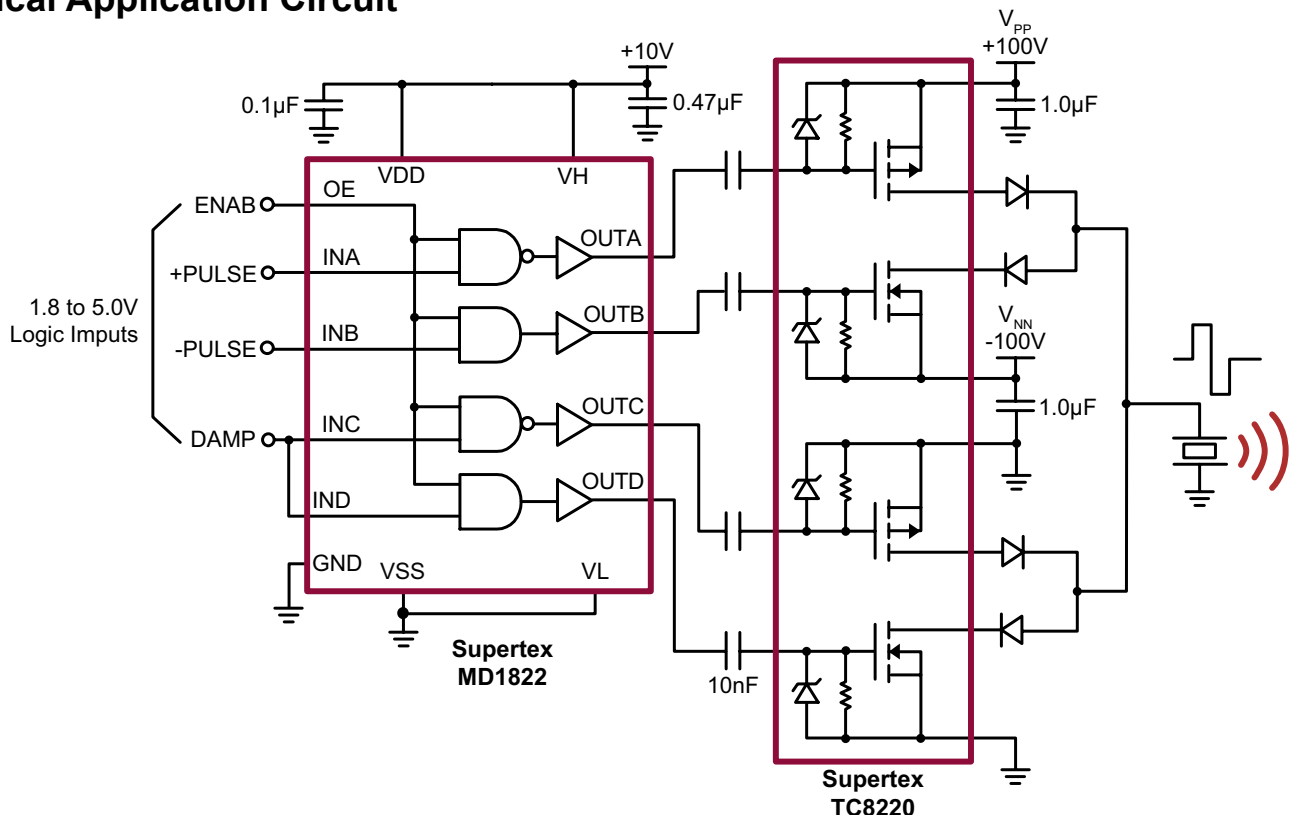 ical Application Circuit
VPP
+100V
+10V
0.1µF
0.47µF
1.0µF
VDD
VH
ENAB
OE
OUTA
+PULSE
INA
1.8 to 5.0V
Logic Imputs
OUTB
-PULSE
INB
VNN
-100V
1.0µF
OUTC
DAMP
INC
OUTD
IND
GND
VSS
VL
Supertex
MD1822
10nF
Supertex
TC8220